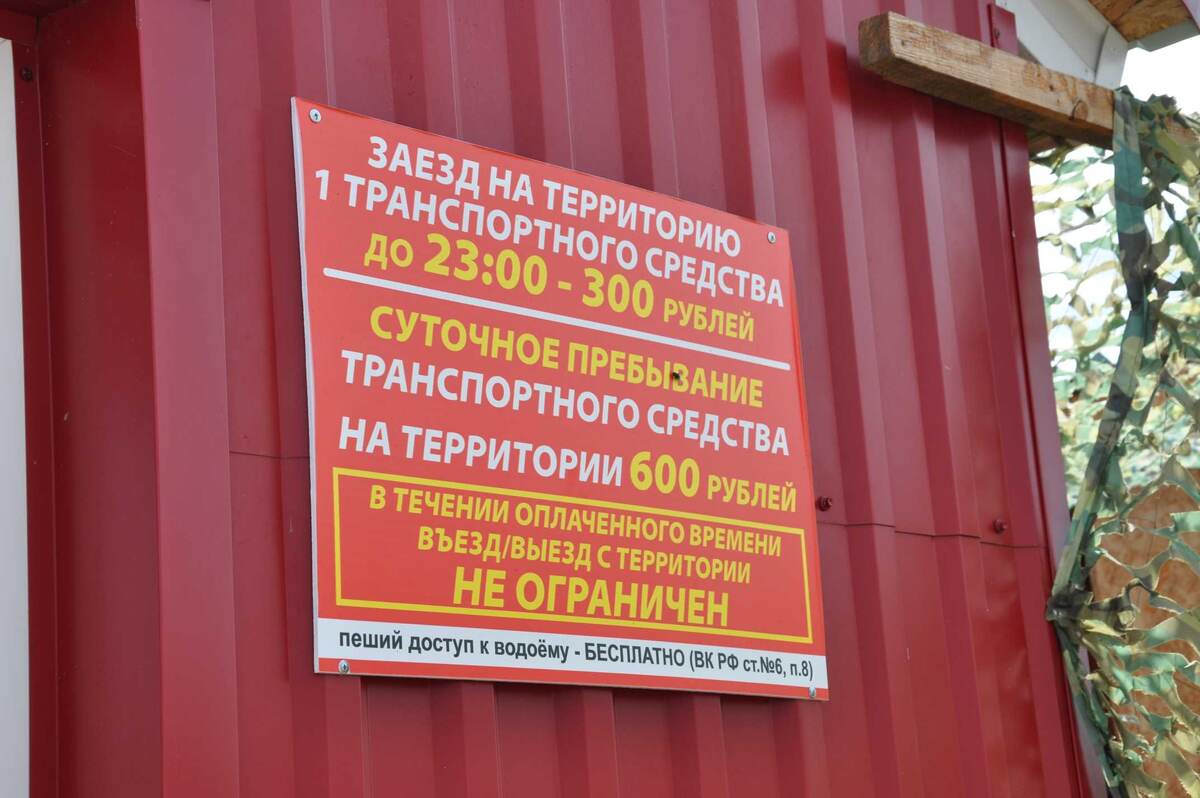 ЗАЕЗД НА ТЕРРИТОРИЮ
1 ТРАНСПОРТНОГО СРЕДСТВА
ДО 23:00 - 300 РУБЛЕЙ
СУТОЧНОЕ ПРЕБЫВАНИЕ
ТРАНСПОРТНОГО СРЕДСТВА
НА ТЕРРИТОРИИ 600 РУБЛЕЙ
В ТЕЧЕНИИ ОПЛАЧЕННОГО ВРЕМЕНИ
ВЪЕЗД/ВЫЕЗД С ТЕРРИТОРИИ
НЕ ОГРАНИЧЕН
пеший доступ к водоёму - БЕСПЛАТНО (ВК РФ ст.№6, п.8)